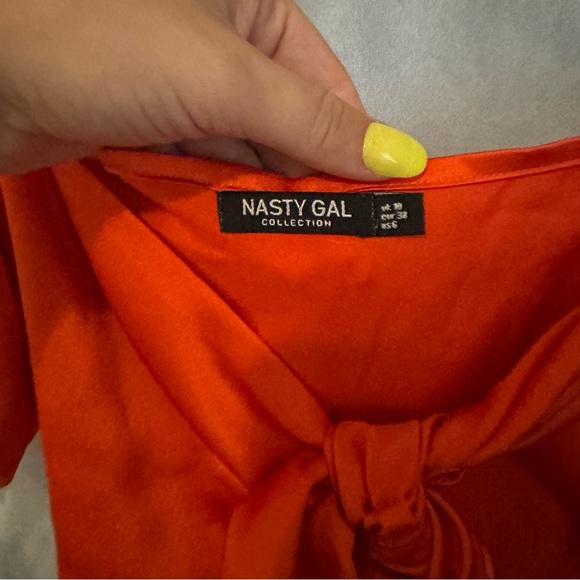 NASTY GAL
COLLECTION
uk 10
eur 38
us 6